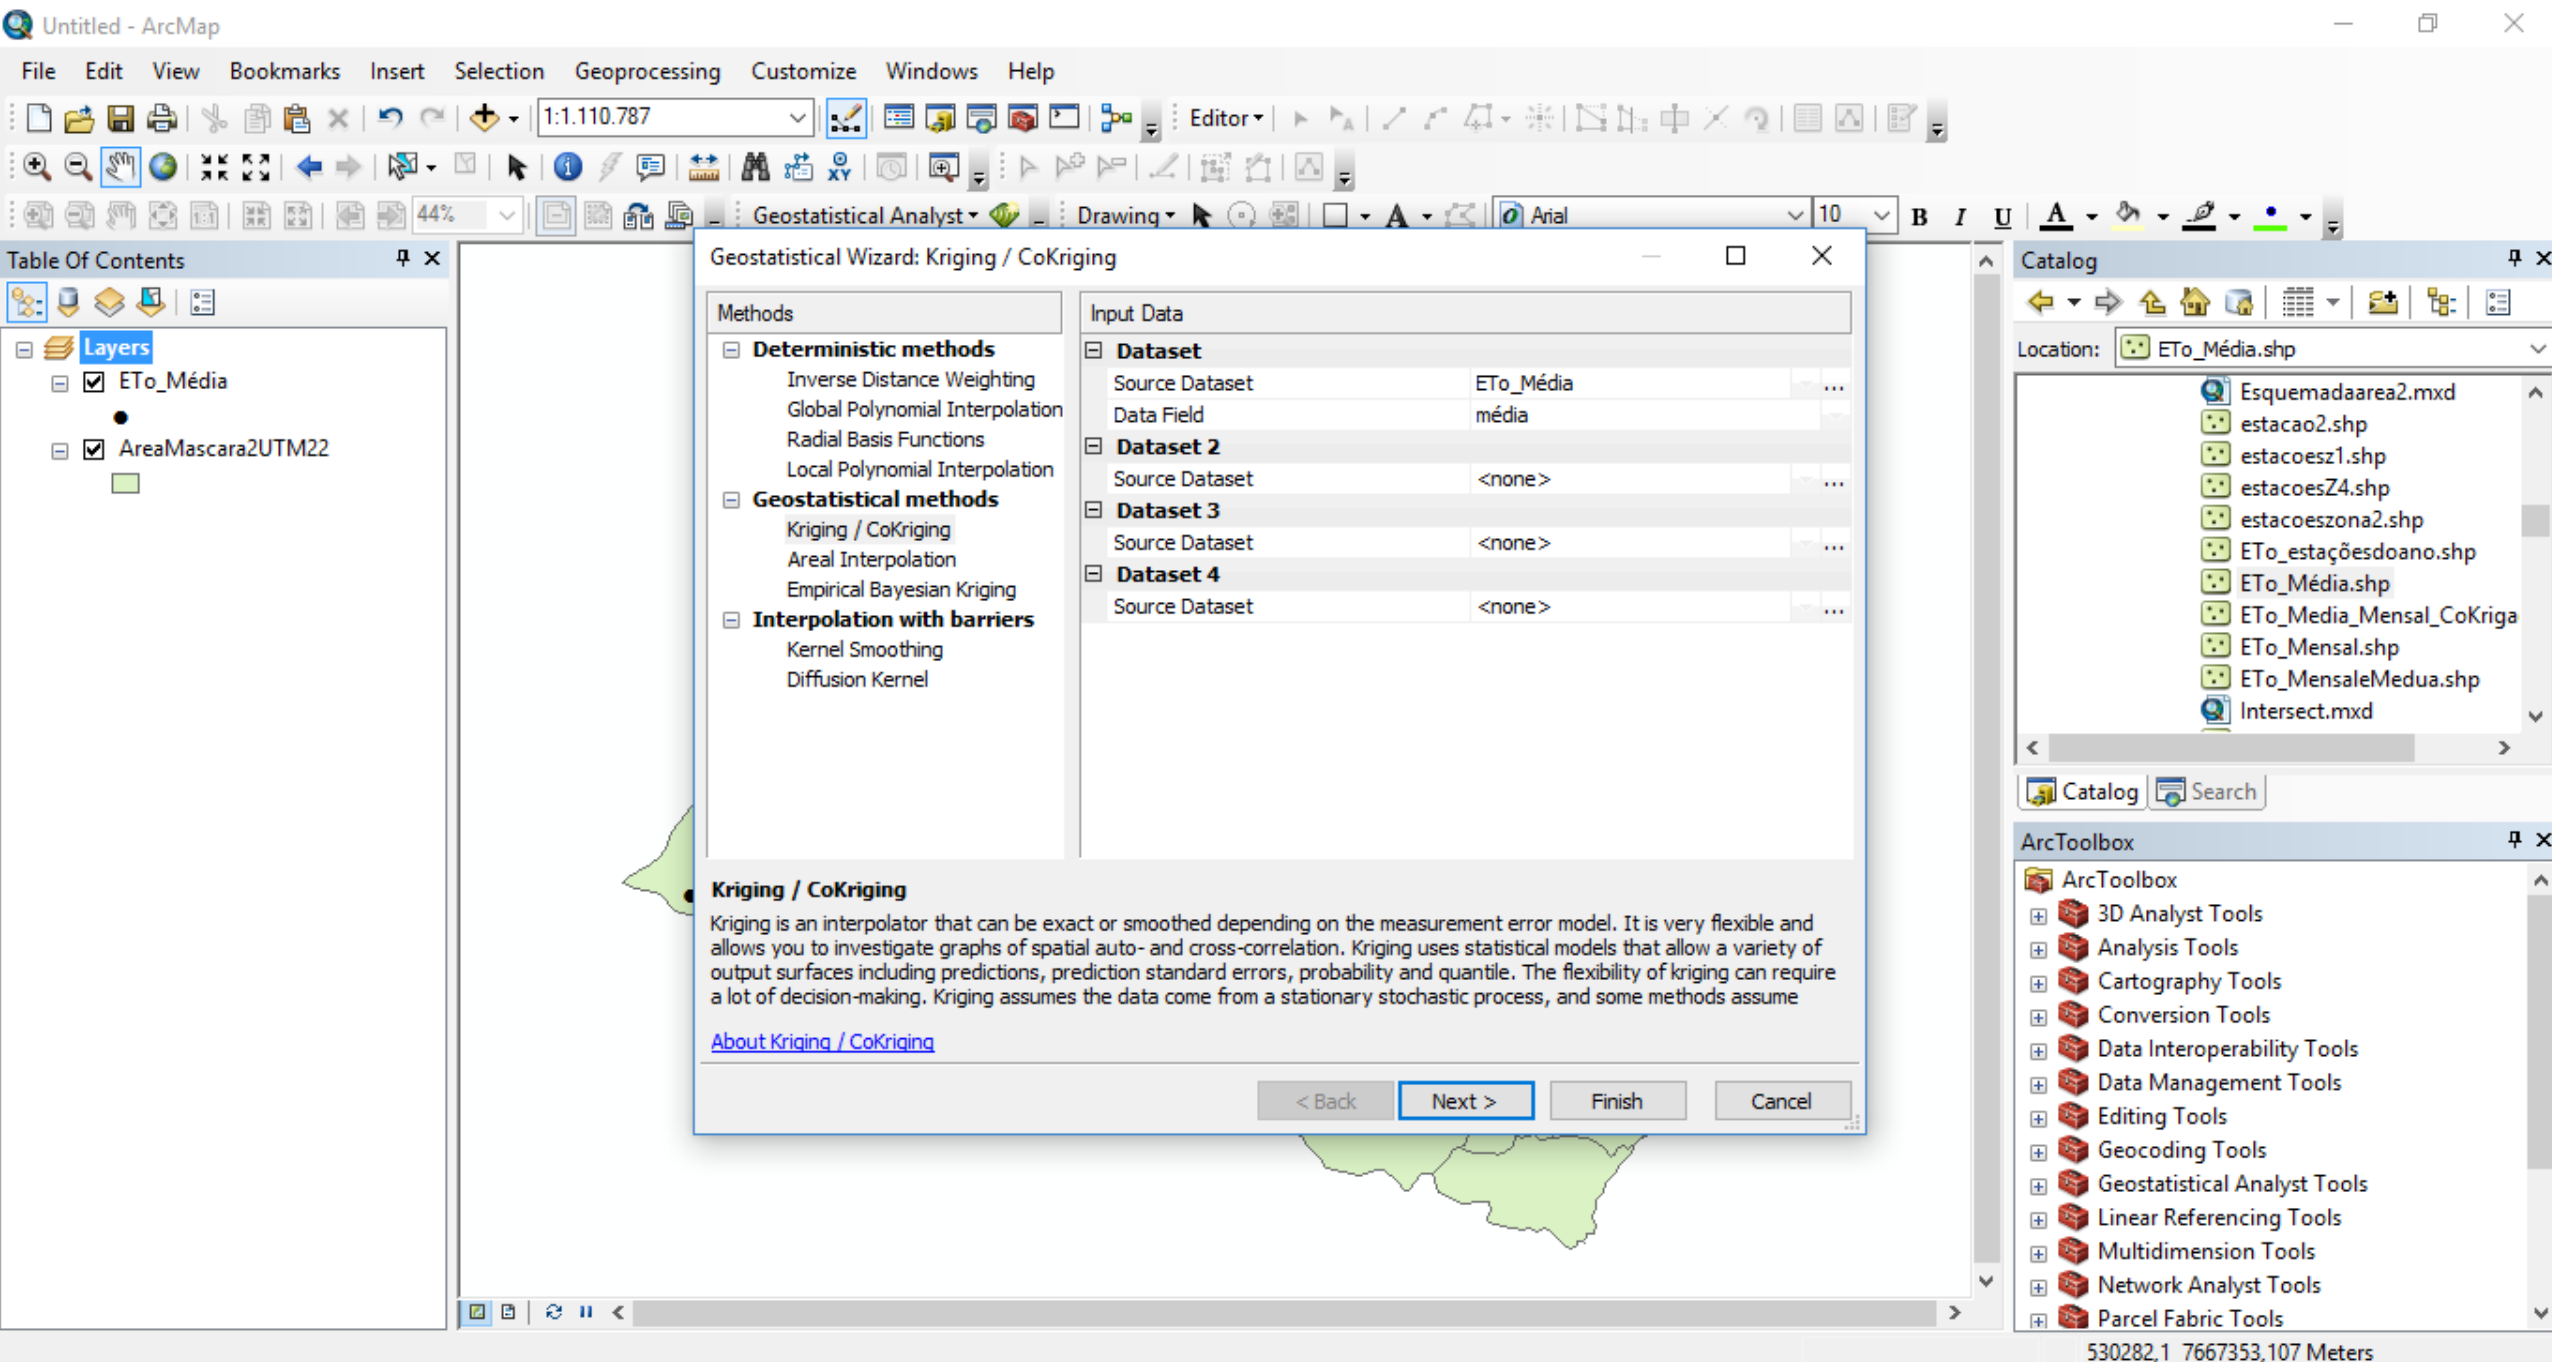 Untitled - ArcMap
File Edit View Bookmarks Insert Selection Geoprocessing Customize Windows Help
1:1.110.787
Editor
44%
Geostatistical Analyst
Drawing
Arial
10
B I U A
Table Of Contents
Layers
ETo_Média
AreaMascara2UTM22
Geostatistical Wizard: Kriging / CoKriging
Methods
Deterministic methods
Inverse Distance Weighting
Global Polynomial Interpolation
Radial Basis Functions
Local Polynomial Interpolation
Geostatistical methods
Kriging / CoKriging
Areal Interpolation
Empirical Bayesian Kriging
Interpolation with barriers
Kernel Smoothing
Diffusion Kernel
Input Data
Dataset
Source Dataset ETo_Média ...
Data Field média
Dataset 2
Source Dataset <none> ...
Dataset 3
Source Dataset <none> ...
Dataset 4
Source Dataset <none> ...
Kriging / CoKriging
Kriging is an interpolator that can be exact or smoothed depending on the measurement error model. It is very flexible and
allows you to investigate graphs of spatial auto- and cross-correlation. Kriging uses statistical models that allow a variety of
output surfaces including predictions, prediction standard errors, probability and quantile. The flexibility of kriging can require
a lot of decision-making. Kriging assumes the data come from a stationary stochastic process, and some methods assume
About Kriging / CoKriging
< Back Next > Finish Cancel
Catalog
Location: ETo_Média.shp
Esquemadaarea2.mxd
estacao2.shp
estacoesz1.shp
estacoesZ4.shp
estacoeszona2.shp
ETo_estaçõesdoano.shp
ETo_Média.shp
ETo_Media_Mensal_CoKriga
ETo_Mensal.shp
ETo_MensaleMedua.shp
Intersect.mxd
Catalog Search
ArcToolbox
ArcToolbox
3D Analyst Tools
Analysis Tools
Cartography Tools
Conversion Tools
Data Interoperability Tools
Data Management Tools
Editing Tools
Geocoding Tools
Geostatistical Analyst Tools
Linear Referencing Tools
Multidimension Tools
Network Analyst Tools
Parcel Fabric Tools
530282,1 7667353,107 Meters